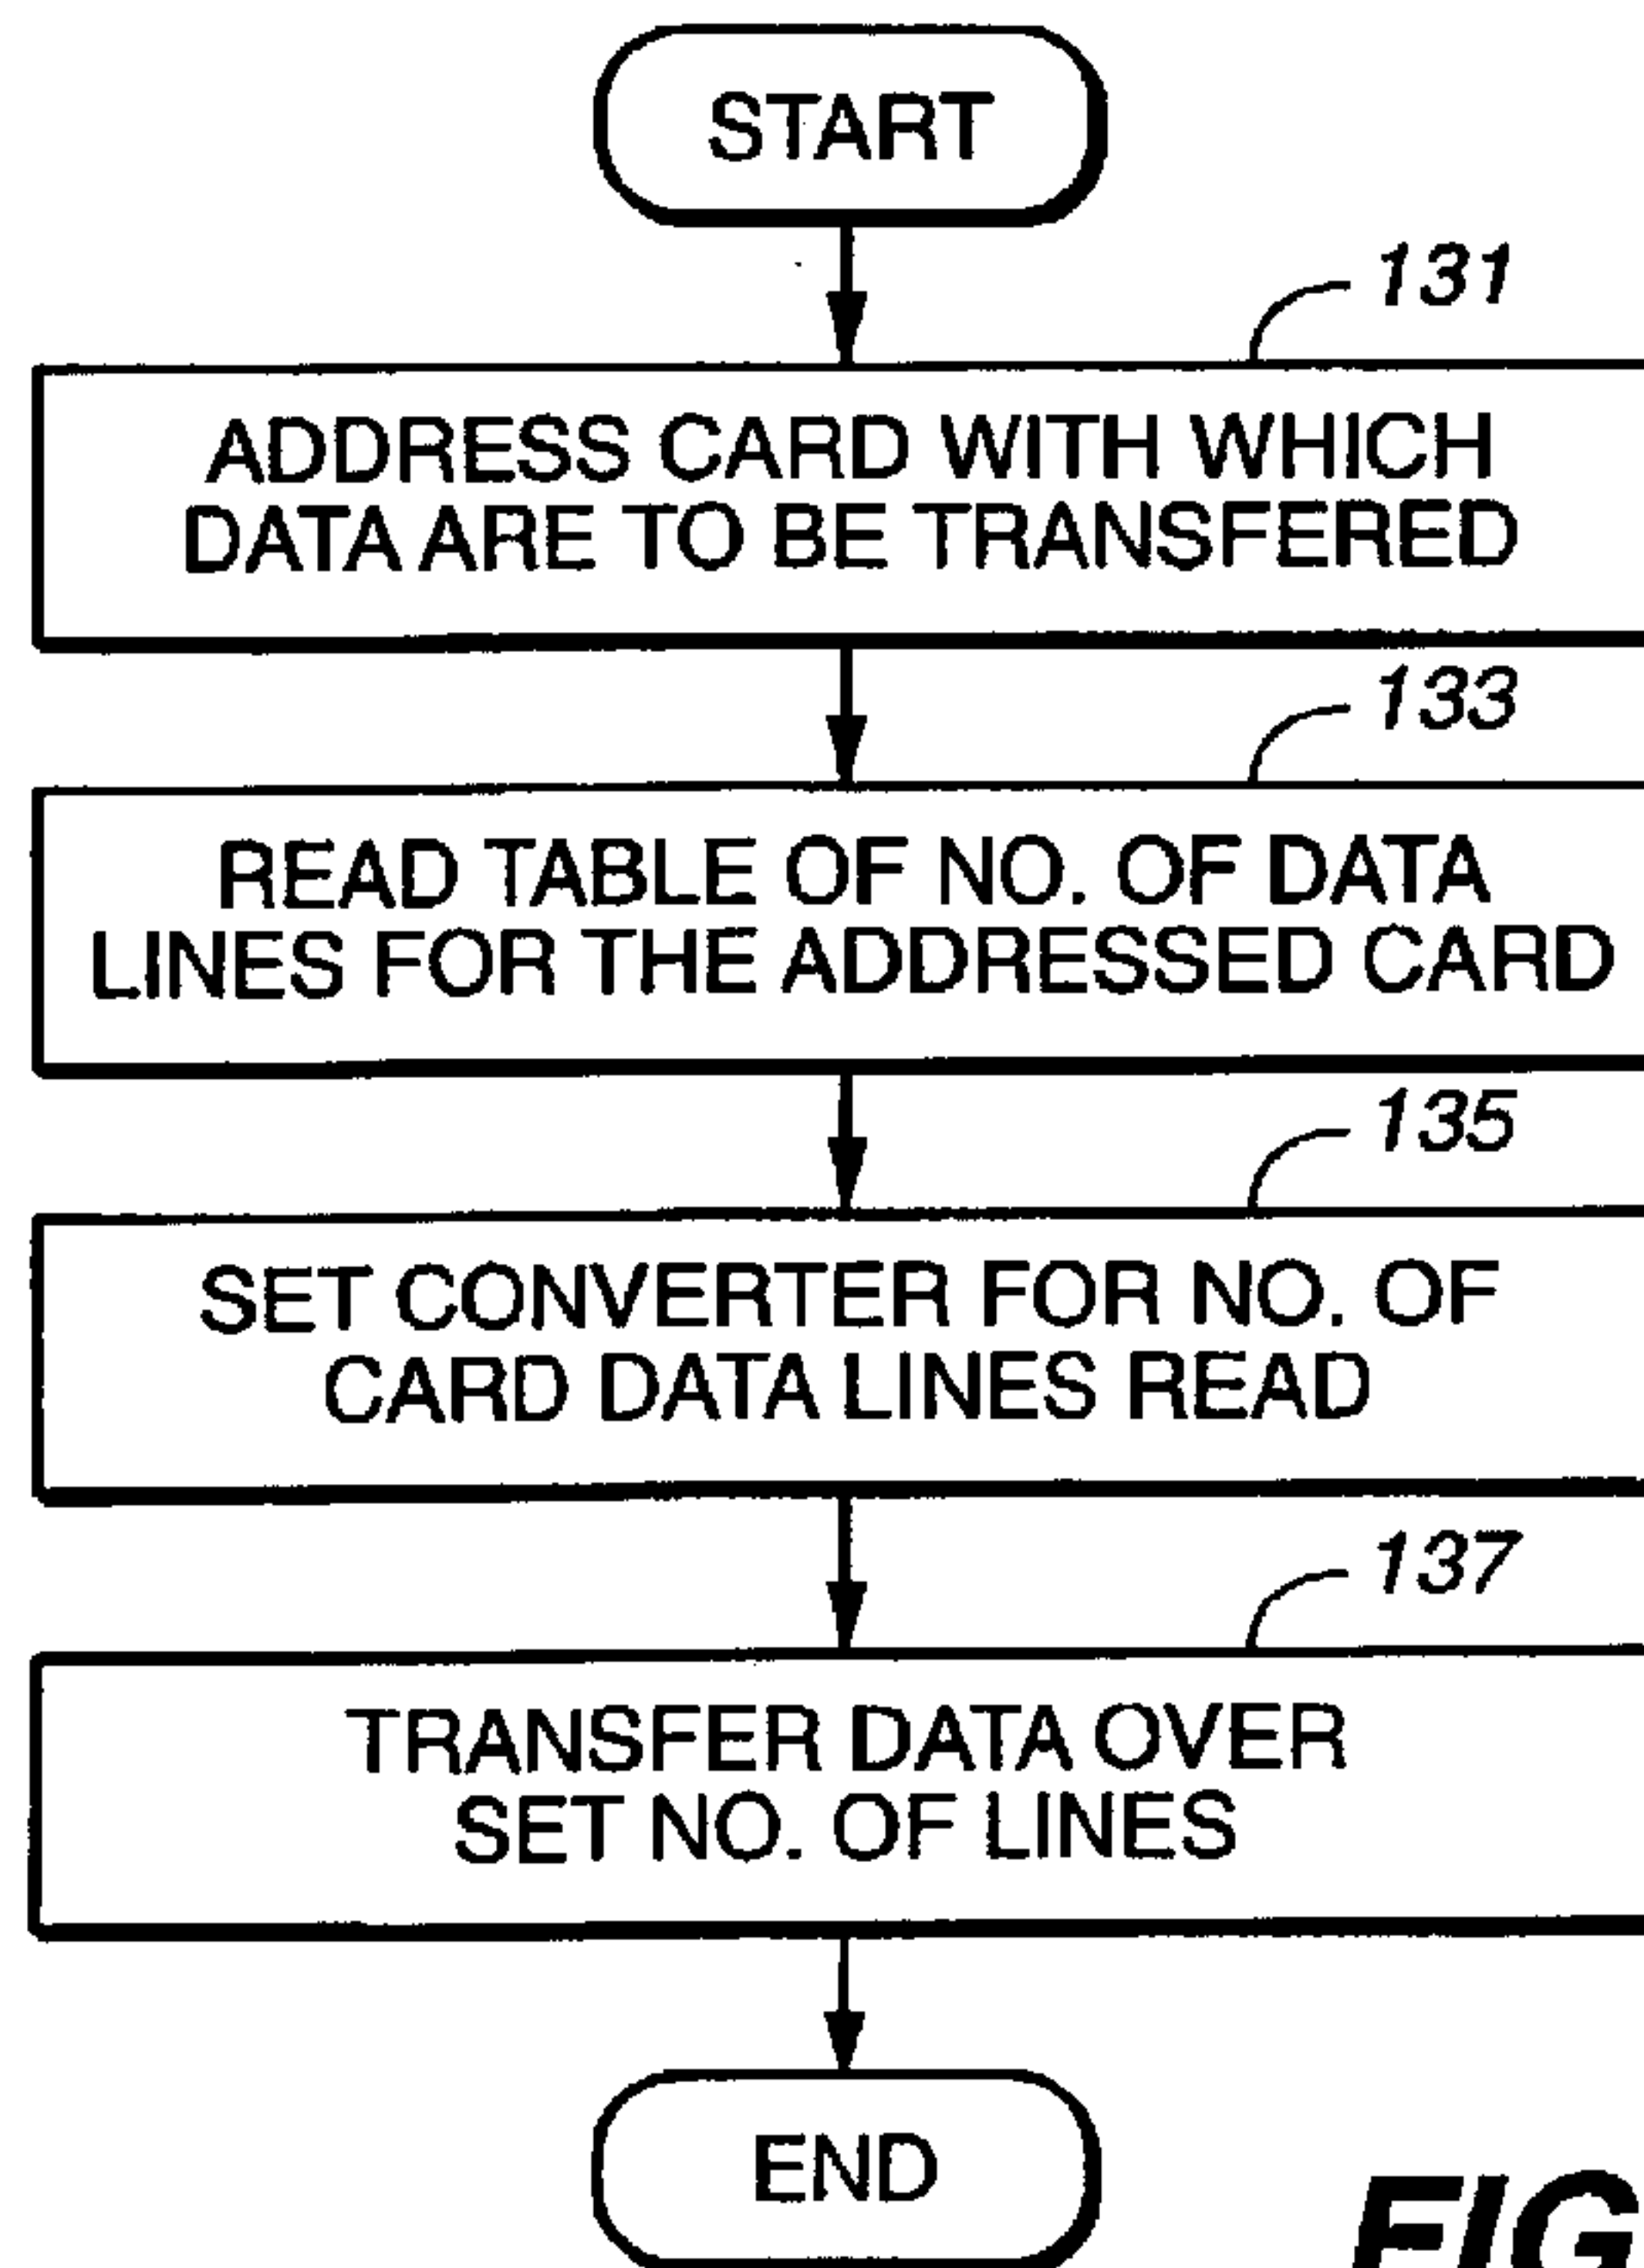 START
131
ADDRESS CARD WITH WHICH
DATA ARE TO BE TRANSFERED
133
READ TABLE OF NO. OF DATA
LINES FOR THE ADDRESSED CARD
135
SET CONVERTER FOR NO. OF
CARD DATA LINES READ
137
TRANSFER DATA OVER
SET NO. OF LINES
END
FIG